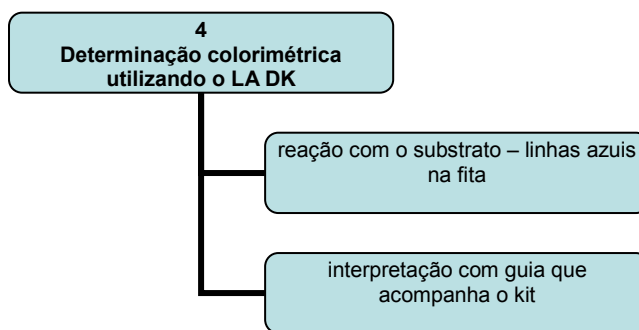 4
Determinação colorimétrica
utilizando o LA DK
reação com o substrato – linhas azuis
na fita
interpretação com guia que
acompanha o kit